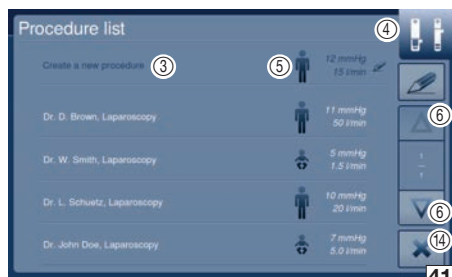 Procedure list ④
Create a new procedure ③ ⑤ 12 mmHg
15 l/min
Dr. D. Brown, Laparoscopy 11 mmHg ⑥
50 l/min
Dr. W. Smith, Laparoscopy 5 mmHg 1
1.5 l/min 1
Dr. L. Schuetz, Laparoscopy 10 mmHg
20 l/min ⑥
Dr. John Doe, Laparoscopy 7 mmHg ⑭
5.0 l/min
41